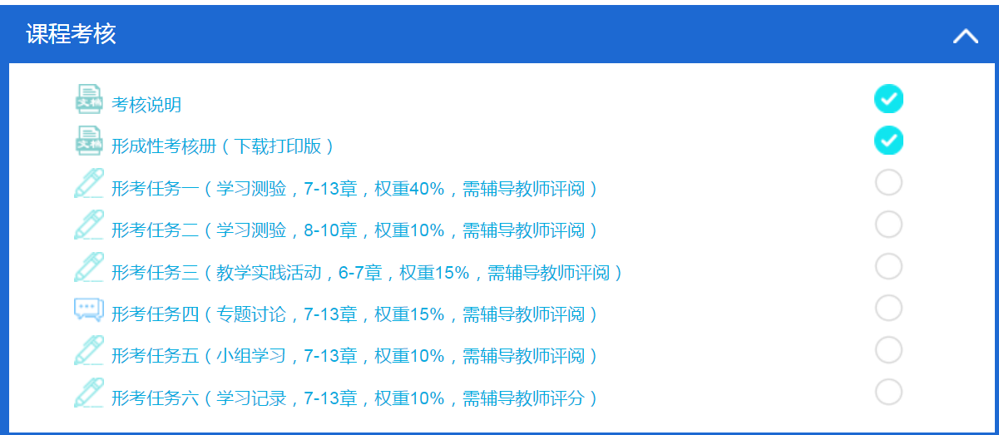 课程考核
文稿 考核说明
文稿 形成性考核册（下载打印版）
形考任务一（学习测验，7-13章，权重40%，需辅导教师评阅）
形考任务二（学习测验，8-10章，权重10%，需辅导教师评阅）
形考任务三（教学实践活动，6-7章，权重15%，需辅导教师评阅）
形考任务四（专题讨论，7-13章，权重15%，需辅导教师评阅）
形考任务五（小组学习，7-13章，权重10%，需辅导教师评阅）
形考任务六（学习记录，7-13章，权重10%，需辅导教师评分）